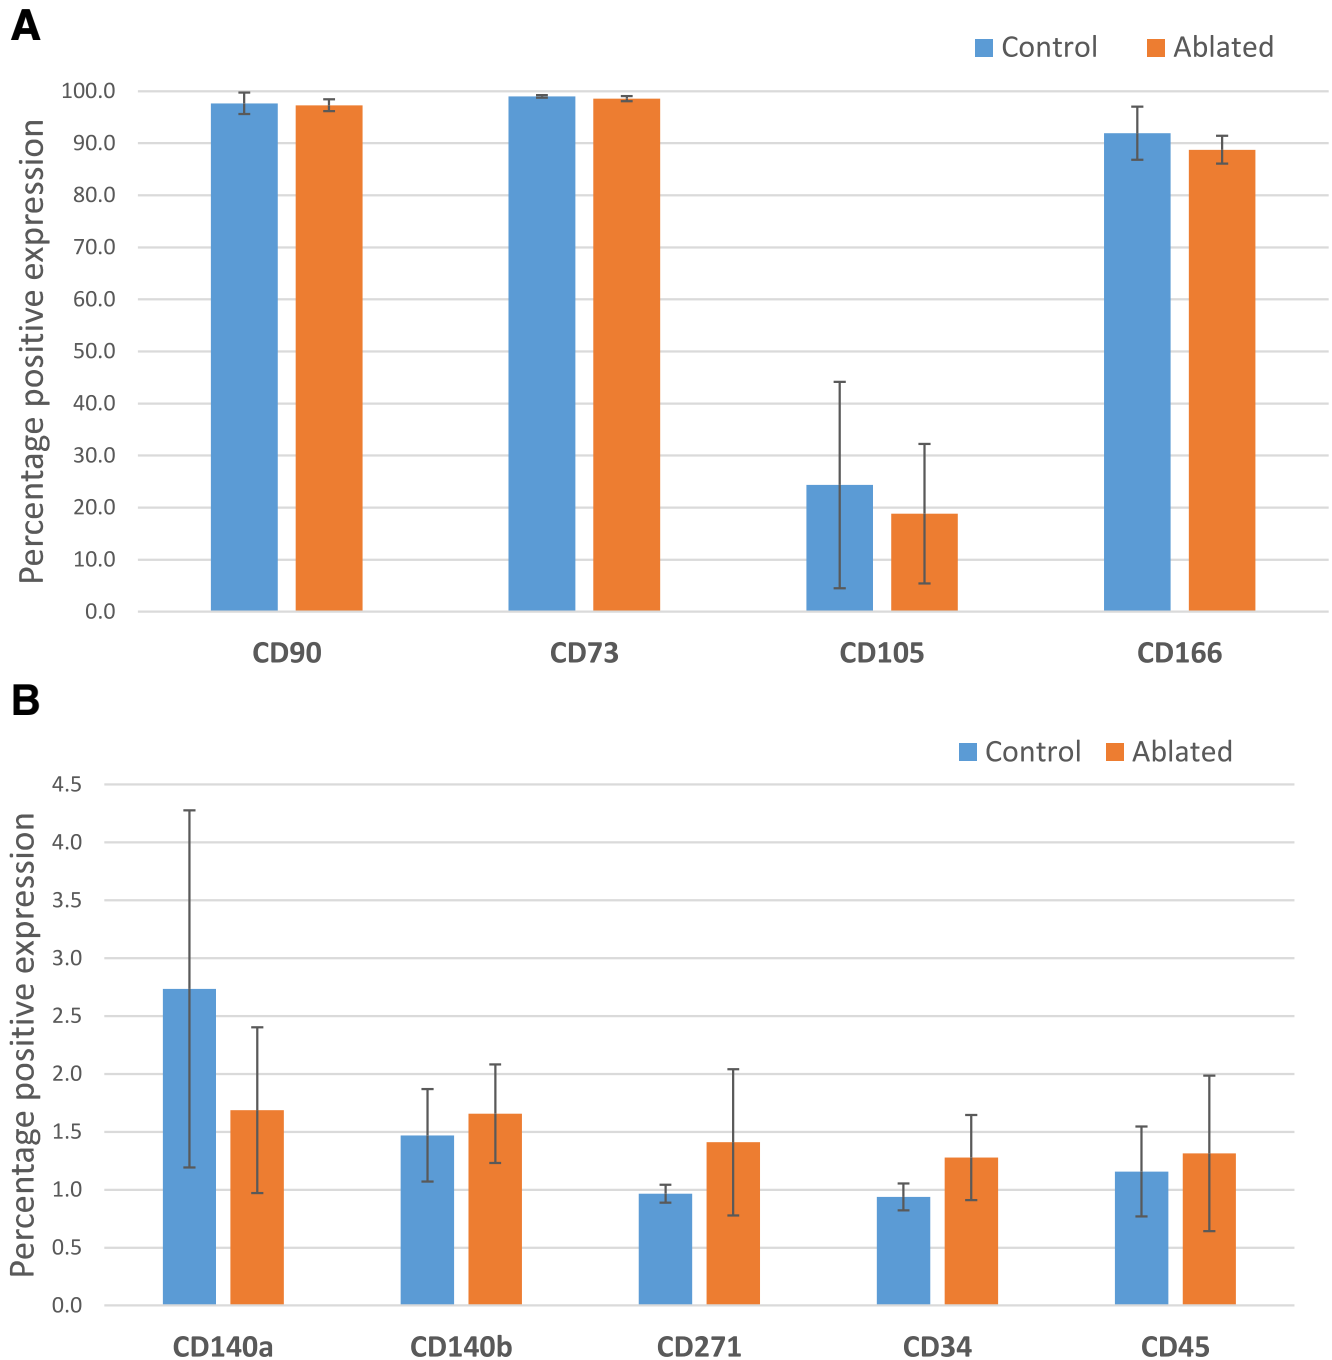 A
Control Ablated
Percentage positive expression
100.0
90.0
80.0
70.0
60.0
50.0
40.0
30.0
20.0
10.0
0.0
CD90 CD73 CD105 CD166
B
Control Ablated
Percentage positive expression
4.5
4.0
3.5
3.0
2.5
2.0
1.5
1.0
0.5
0.0
CD140a CD140b CD271 CD34 CD45